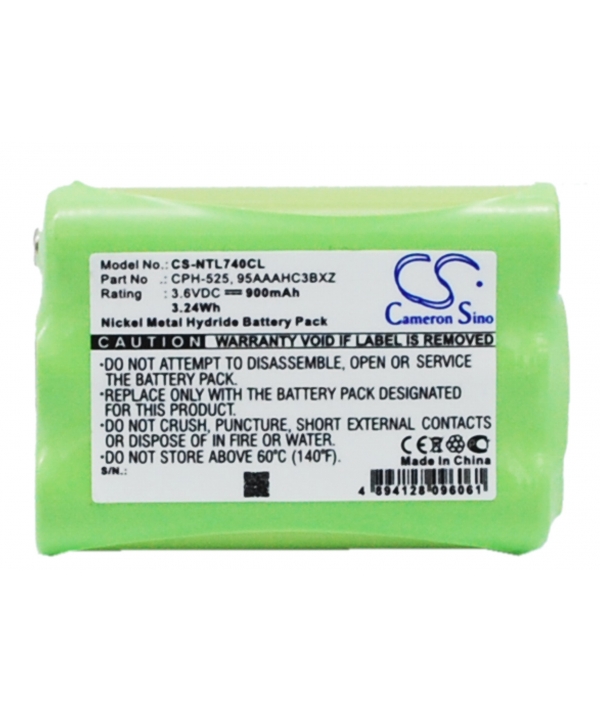 Model No.: CS-NTL740CL
Part No : CPH-525, 95AAAHC3BXZ
Rating : 3.6VDC ⎓ 900mAh
3.24Wh
Nickel Metal Hydride Battery Pack
CS
Cameron Sino
CAUTION: VOID WARRANTY IF LABEL IS REMOVED
•DO NOT ATTEMPT TO DISASSEMBLE, OPEN OR SERVICE
THE BATTERY PACK.
•REPLACE ONLY WITH THE BATTERY PACK DESIGNATED
FOR THIS PRODUCT.
•DO NOT CRUSH, PUNCTURE, SHORT EXTERNAL CONTACTS
OR DISPOSE OF IN FIRE OR WATER.
•DO NOT STORE ABOVE 60°C (140°F)
S/N.:
CE
Made In China
4 894128 096061